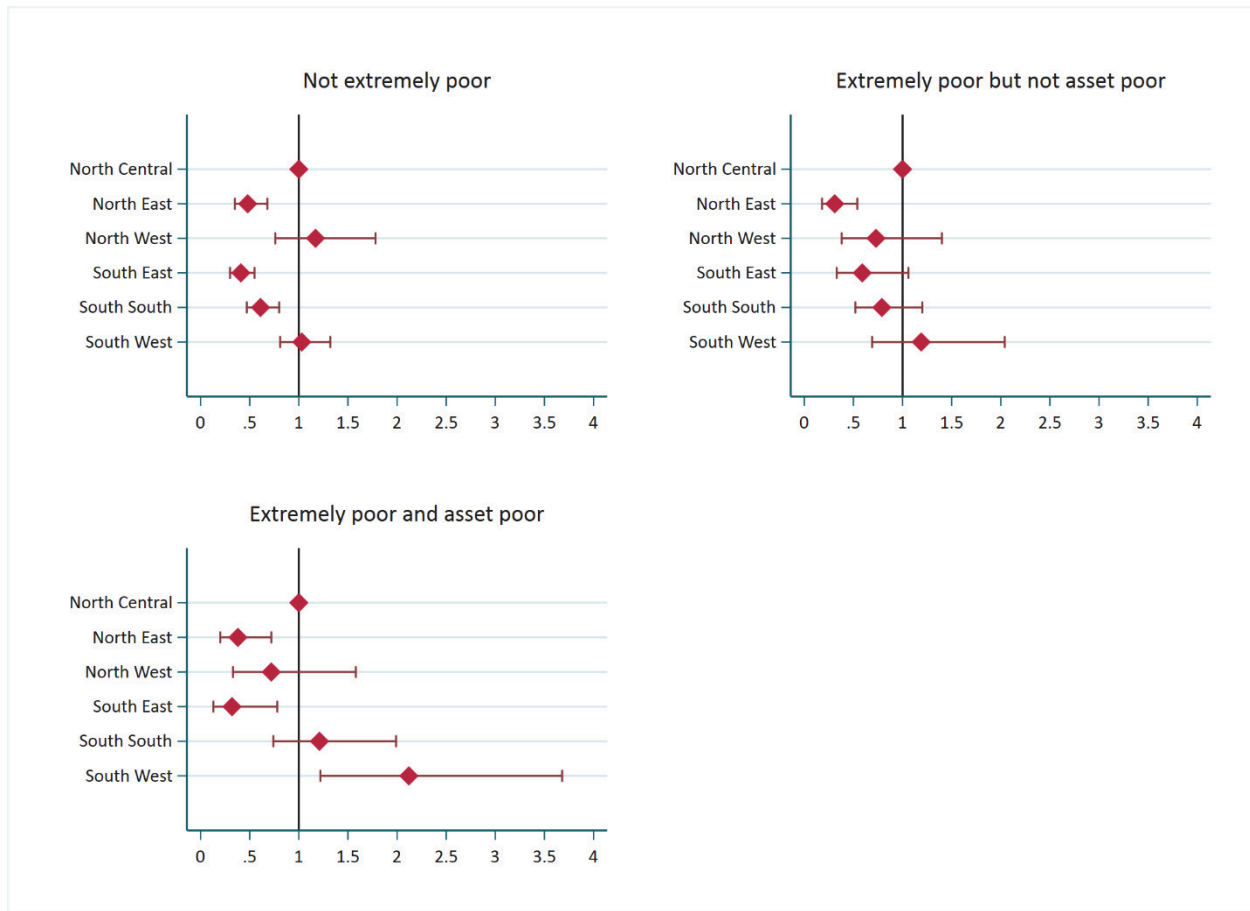 Not extremely poor
North Central
North East
North West
South East
South South
South West
0 .5 1 1.5 2 2.5 3 3.5 4
Extremely poor but not asset poor
North Central
North East
North West
South East
South South
South West
0 .5 1 1.5 2 2.5 3 3.5 4
Extremely poor and asset poor
North Central
North East
North West
South East
South South
South West
0 .5 1 1.5 2 2.5 3 3.5 4